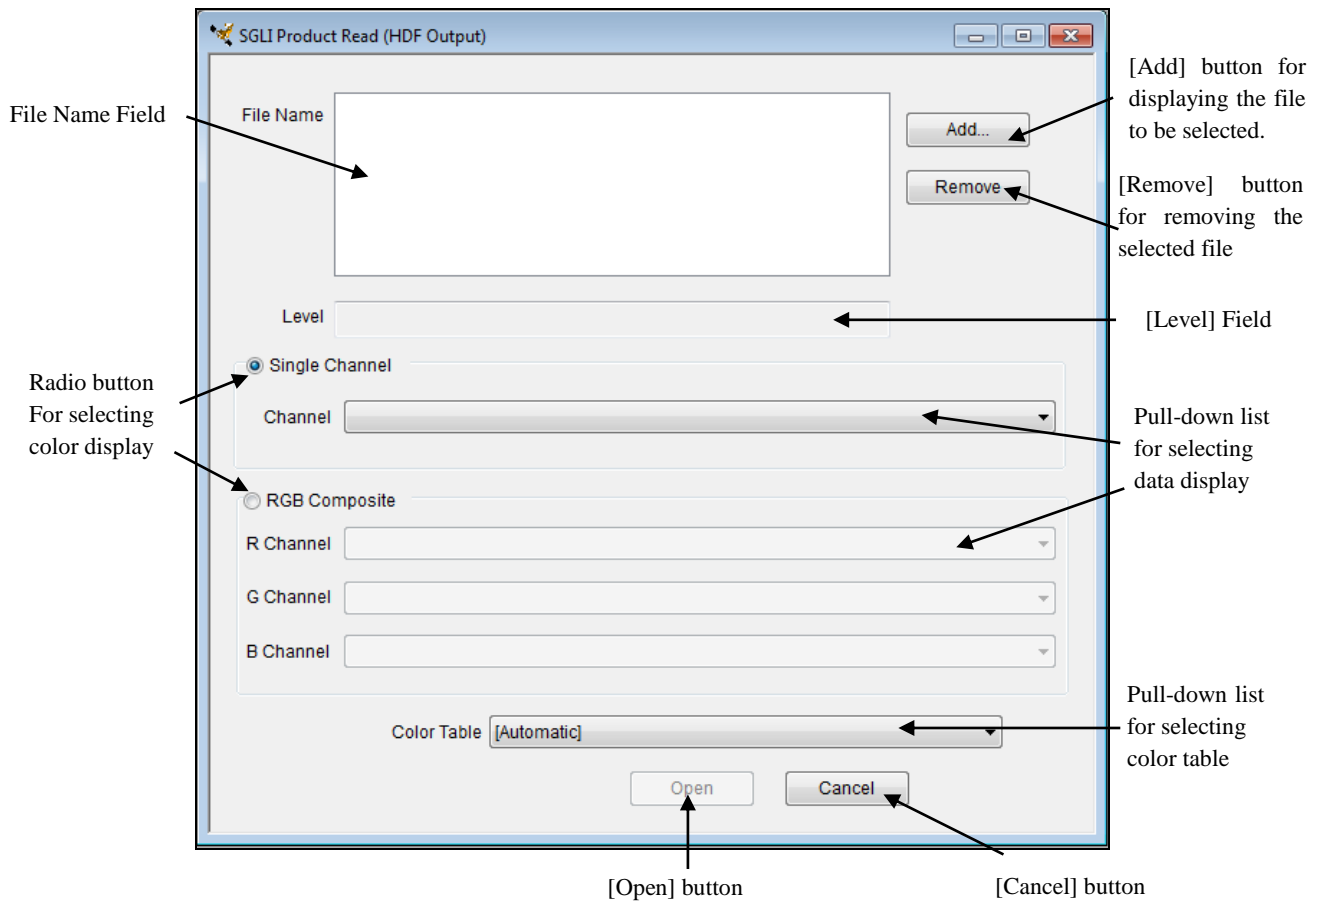 SGLI Product Read (HDF Output)
[Add] button for
displaying the file
to be selected.
File Name Field
File Name
Add...
Remove
[Remove] button
for removing the
selected file
Level
[Level] Field
Single Channel
Radio button
For selecting
color display
Channel
Pull-down list
for selecting
data display
RGB Composite
R Channel
G Channel
B Channel
Pull-down list
for selecting
color table
Color Table
[Automatic]
Open
Cancel
[Open] button
[Cancel] button